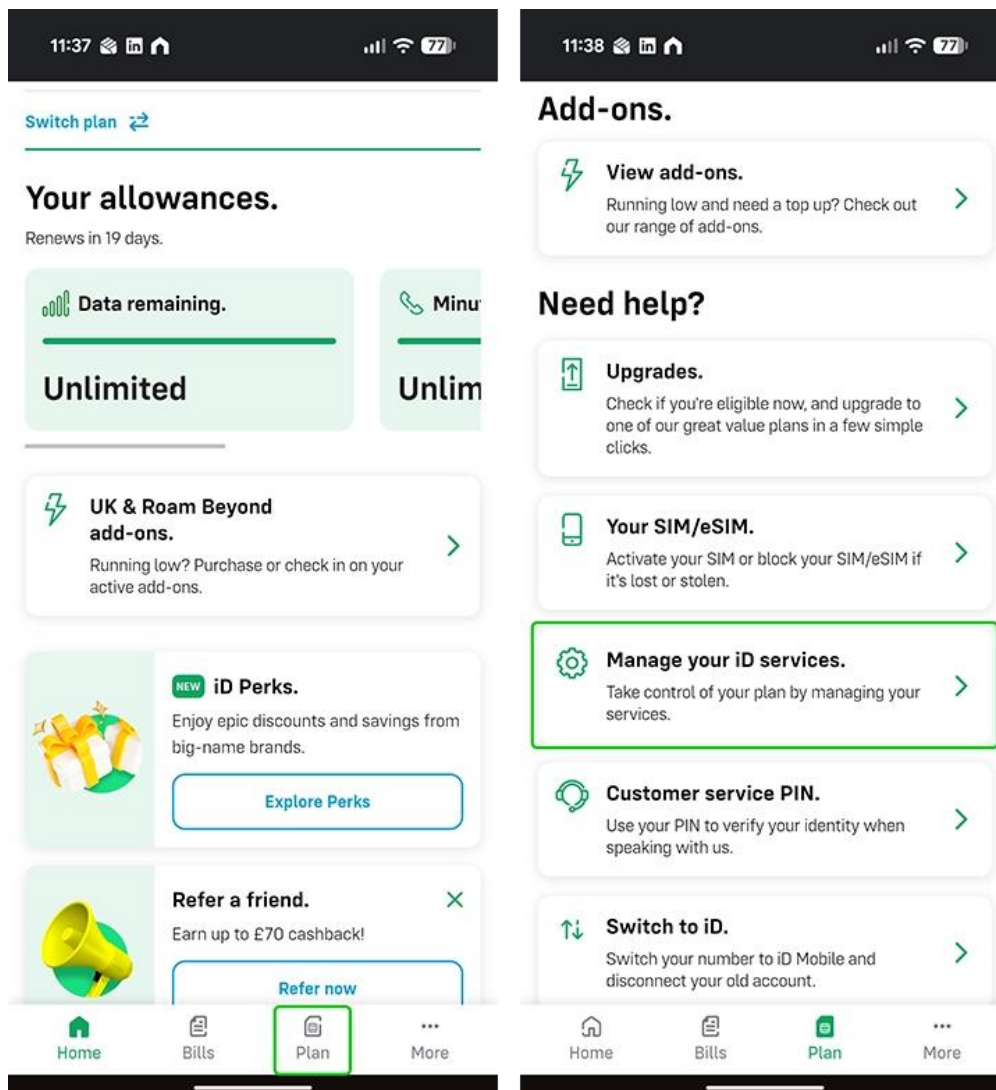 11:37 in 77
Switch plan
Your allowances.
Renews in 19 days.
Data remaining.
Unlimited
Minu
Unlim
UK & Roam Beyond
add-ons.
Running low? Purchase or check in on your
active add-ons.
NEW iD Perks.
Enjoy epic discounts and savings from
big-name brands.
Explore Perks
Refer a friend.
Earn up to £70 cashback!
Refer now
Home Bills Plan More
11:38 in 77
Add-ons.
View add-ons.
Running low and need a top up? Check out
our range of add-ons.
Need help?
Upgrades.
Check if you're eligible now, and upgrade to
one of our great value plans in a few simple
clicks.
Your SIM/eSIM.
Activate your SIM or block your SIM/eSIM if
it's lost or stolen.
Manage your iD services.
Take control of your plan by managing your
services.
Customer service PIN.
Use your PIN to verify your identity when
speaking with us.
Switch to iD.
Switch your number to iD Mobile and
disconnect your old account.
Home Bills Plan More